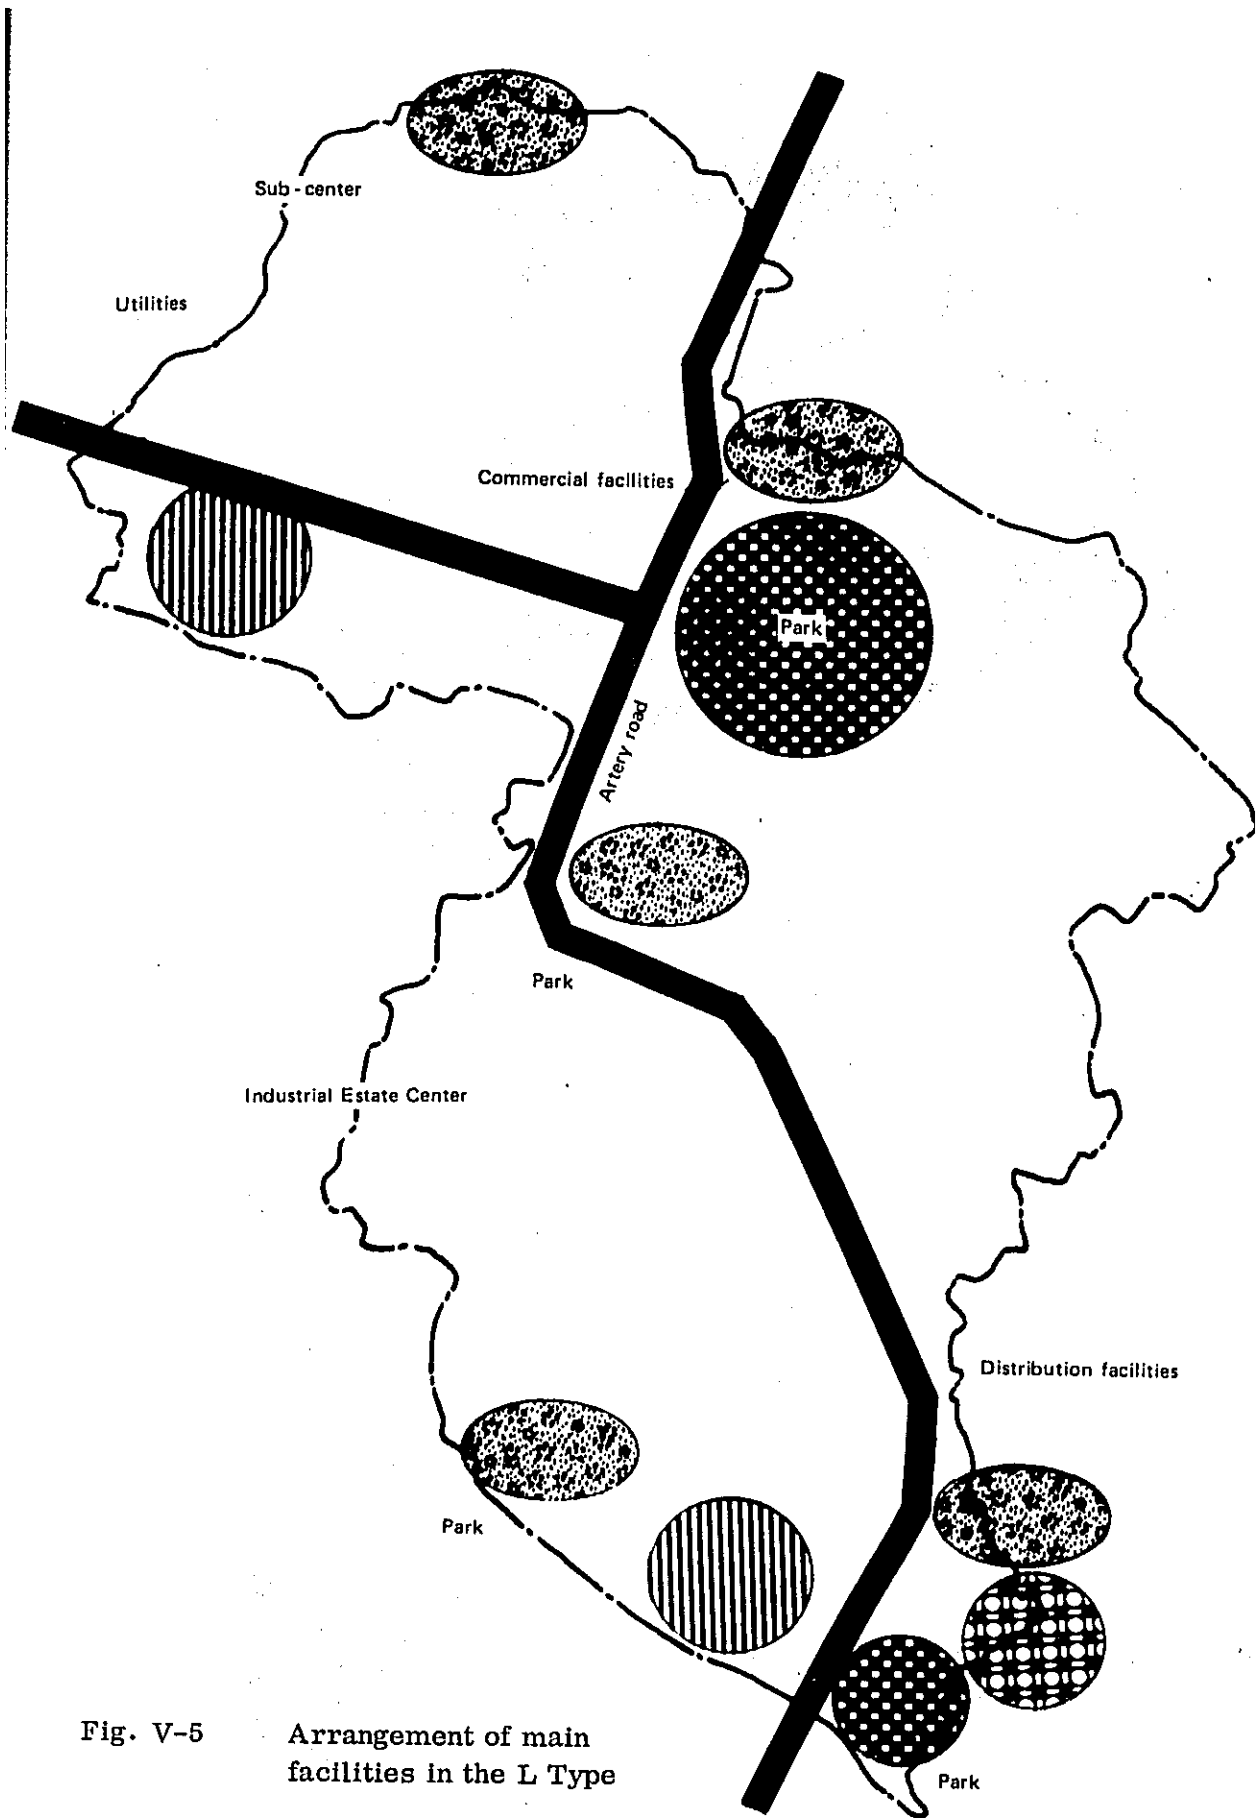 Sub-center
Utilities
Commercial facilities
Park
Artery road
Park
Industrial Estate Center
Distribution facilities
Park
Park
Fig. V-5 Arrangement of main
facilities in the L Type